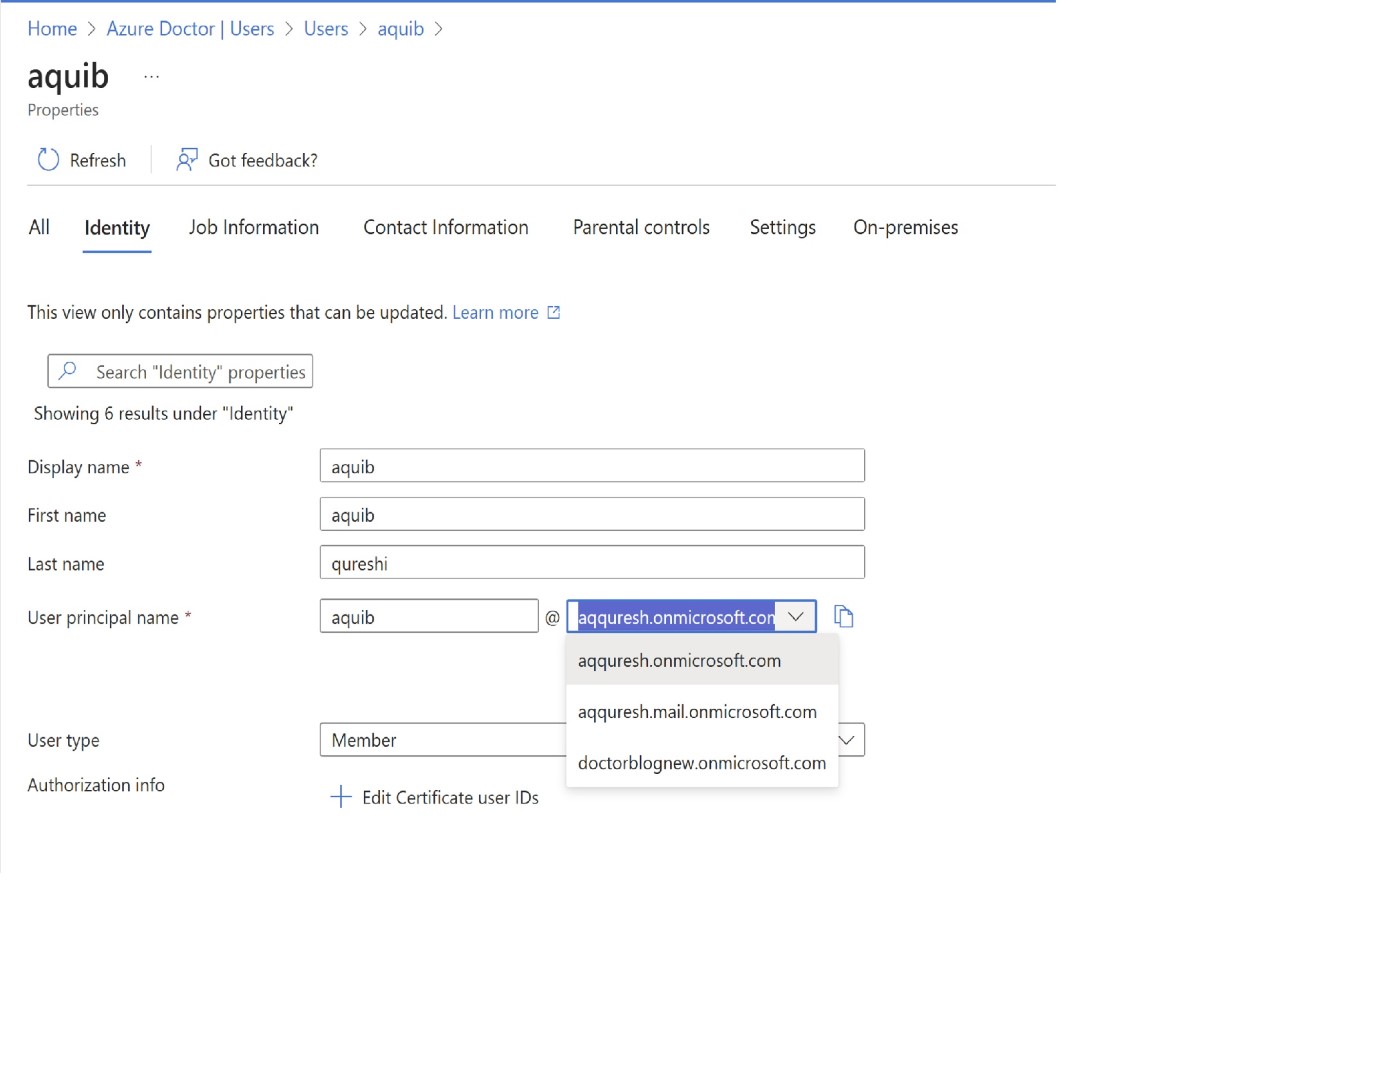 Home > Azure Doctor | Users > Users > aquib >
aquib ...
Properties
Refresh Got feedback?
All Identity Job Information Contact Information Parental controls Settings On-premises
This view only contains properties that can be updated. Learn more
Search "Identity" properties
Showing 6 results under "Identity"
Display name * aquib
First name aquib
Last name qureshi
User principal name * aquib @ aqquresh.onmicrosoft.com
aqquresh.onmicrosoft.com
aqquresh.mail.onmicrosoft.com
User type Member
doctorblognew.onmicrosoft.com
Authorization info
Edit Certificate user IDs